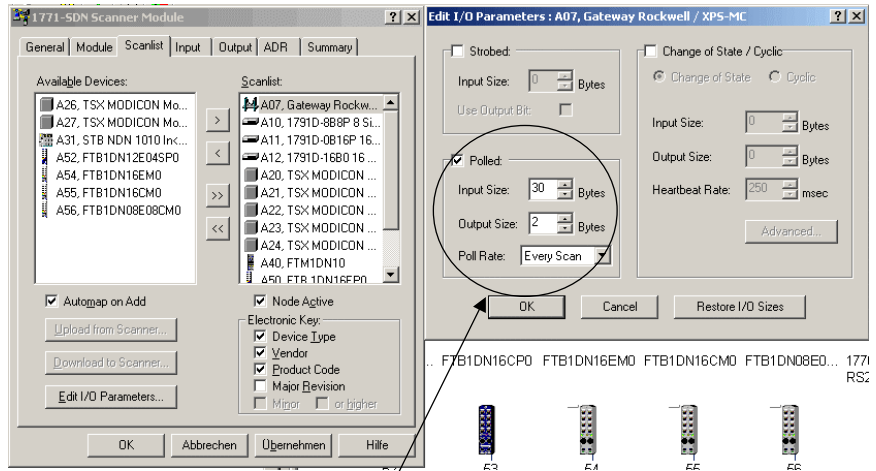 1771-SDN Scanner Module
General Module Scanlist Input Output ADR Summary
Available Devices:
A26, TSX MODICON Mo...
A27, TSX MODICON Mo...
A31, STB NDN 1010 In<...
A52, FTB1DN12E04SP0
A54, FTB1DN16EM0
A55, FTB1DN16CM0
A56, FTB1DN08E08CM0
>
<
>>
<<
Scanlist:
A07, Gateway Rockw...
A10, 1791D-8B8P 8 Si...
A11, 1791D-0B16P 16...
A12, 1791D-16B0 16 ...
A20, TSX MODICON ...
A21, TSX MODICON ...
A22, TSX MODICON ...
A23, TSX MODICON ...
A24, TSX MODICON ...
A40, FTM1DN10
A50, FTB 1DN16EP0
Automap on Add
Upload from Scanner...
Download to Scanner...
Edit I/O Parameters...
Node Active
Electronic Key:
Device Type
Vendor
Product Code
Major Revision
Minor or higher
OK Abbrechen Übernehmen Hilfe
Edit I/O Parameters : A07, Gateway Rockwell / XPS-MC
Strobed:
Input Size: 0 Bytes
Use Output Bit:
Polled:
Input Size: 30 Bytes
Output Size: 2 Bytes
Poll Rate: Every Scan
Change of State / Cyclic
Change of State Cyclic
Input Size: 0 Bytes
Output Size: 0 Bytes
Heartbeat Rate: 250 msec
Advanced...
OK Cancel Restore I/O Sizes
.. FTB1DN16CP0 FTB1DN16EM0 FTB1DN16CM0 FTB1DN08E0... 177
RS2
53 54 55 56